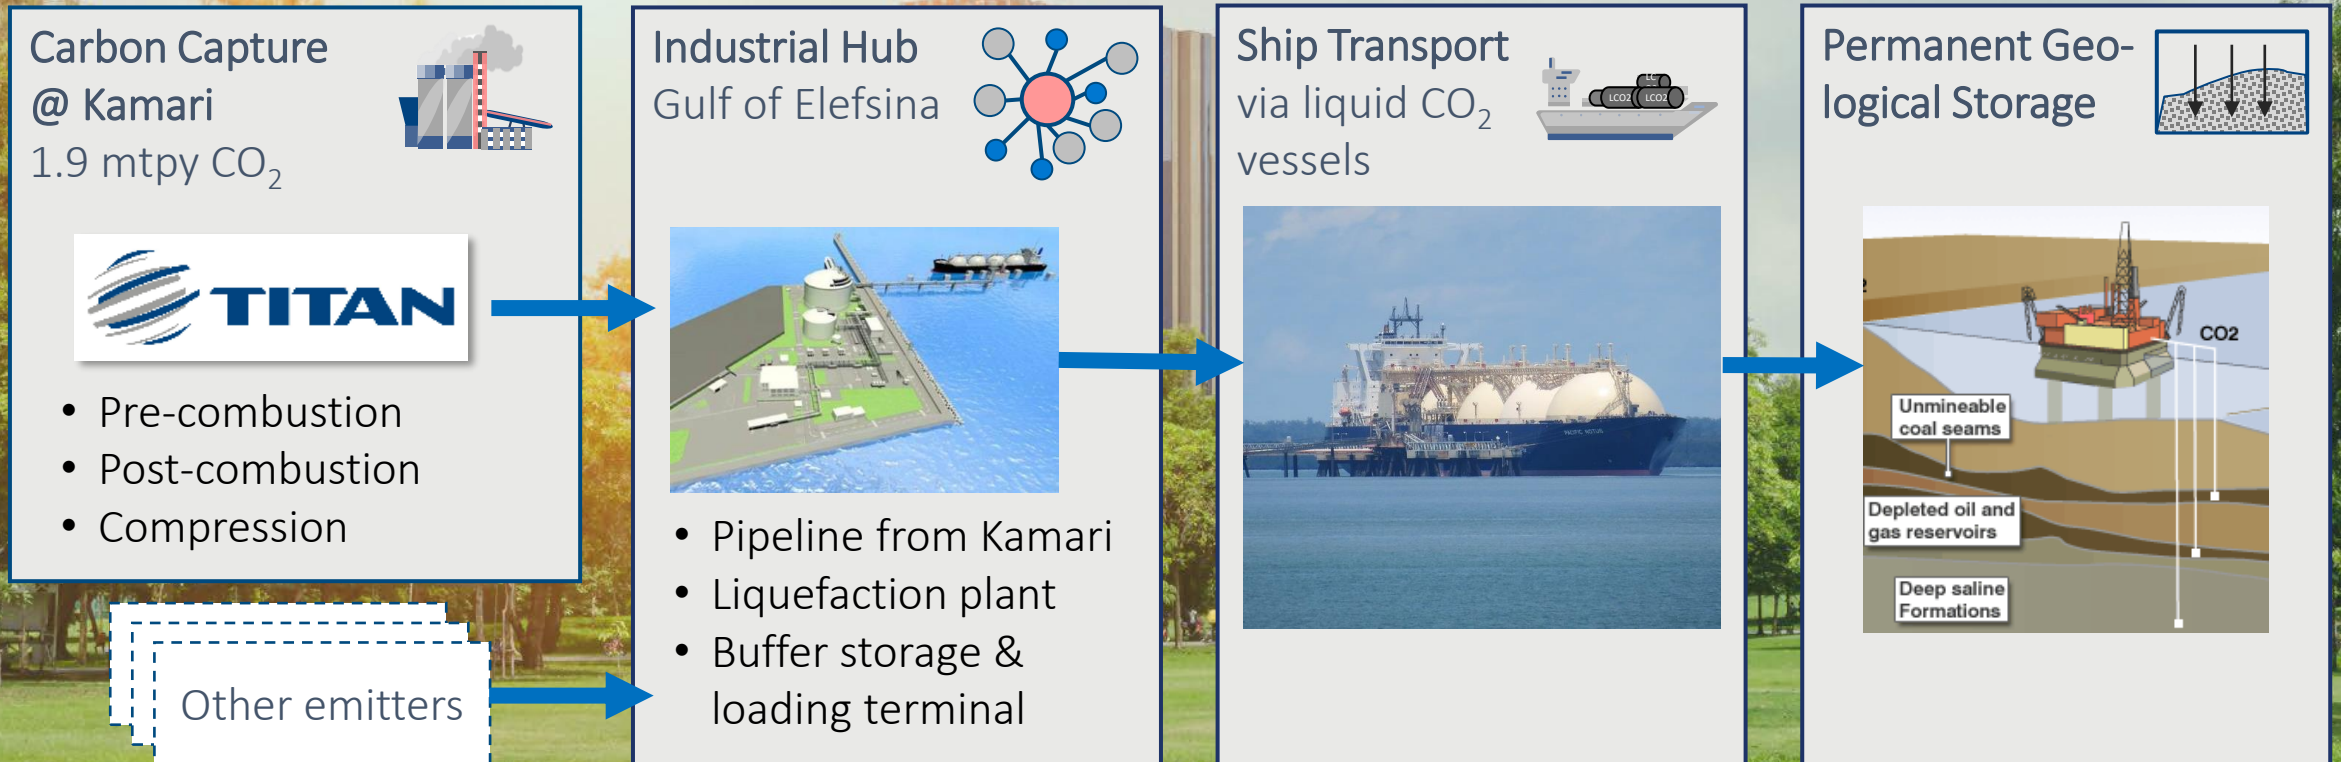 Carbon Capture
@ Kamari
1.9 mtpy CO₂
TITAN
• Pre-combustion
• Post-combustion
• Compression
Other emitters
Industrial Hub
Gulf of Elefsina
• Pipeline from Kamari
• Liquefaction plant
• Buffer storage &
loading terminal
Ship Transport
via liquid CO₂
vessels
LC
LCO2
LCO2
Permanent Geo-
logical Storage
CO2
Unmineable
coal seams
Depleted oil and
gas reservoirs
Deep saline
Formations